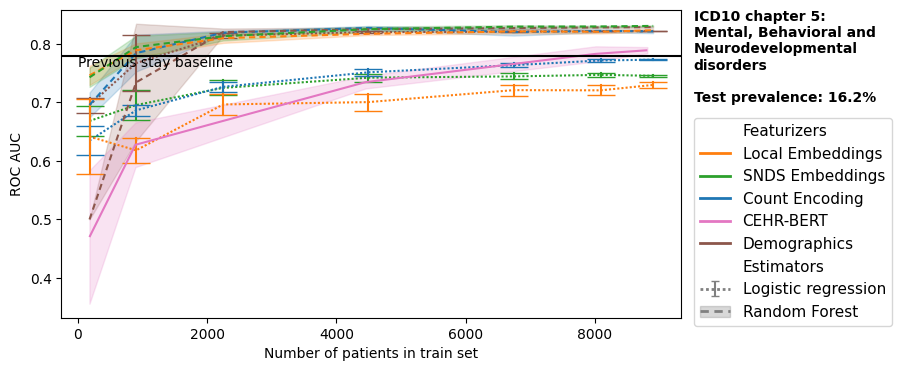 ICD10 chapter 5:
Mental, Behavioral and
Neurodevelopmental
disorders
Test prevalence: 16.2%
ROC AUC
0.8
0.7
0.6
0.5
0.4
Previous stay baseline
0
2000
4000
6000
8000
Number of patients in train set
Featurizers
Local Embeddings
SNDS Embeddings
Count Encoding
CEHR-BERT
Demographics
Estimators
Logistic regression
Random Forest